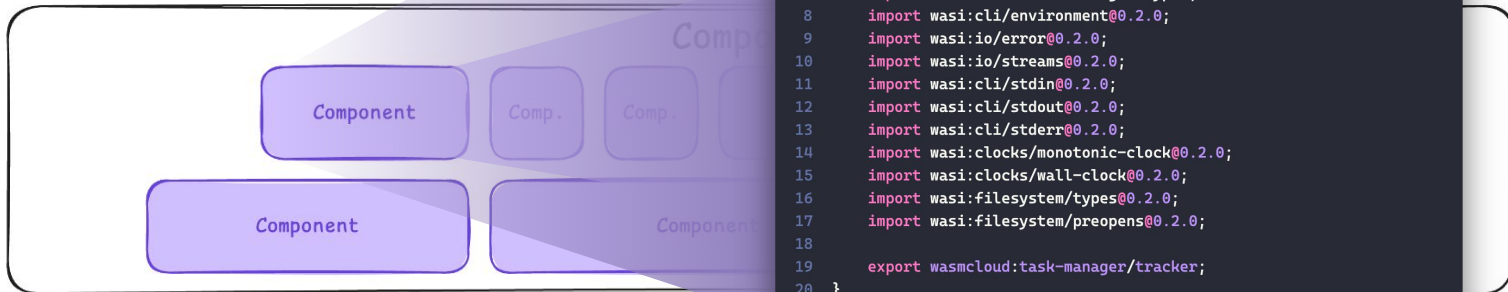 Compo
Component
Comp.
Comp.
Component
Component
8 import wasi:cli/environment@0.2.0;
9 import wasi:io/error@0.2.0;
10 import wasi:io/streams@0.2.0;
11 import wasi:cli/stdin@0.2.0;
12 import wasi:cli/stdout@0.2.0;
13 import wasi:cli/stderr@0.2.0;
14 import wasi:clocks/monotonic-clock@0.2.0;
15 import wasi:clocks/wall-clock@0.2.0;
16 import wasi:filesystem/types@0.2.0;
17 import wasi:filesystem/preopens@0.2.0;
18
19 export wasmcloud:task-manager/tracker;
20 }